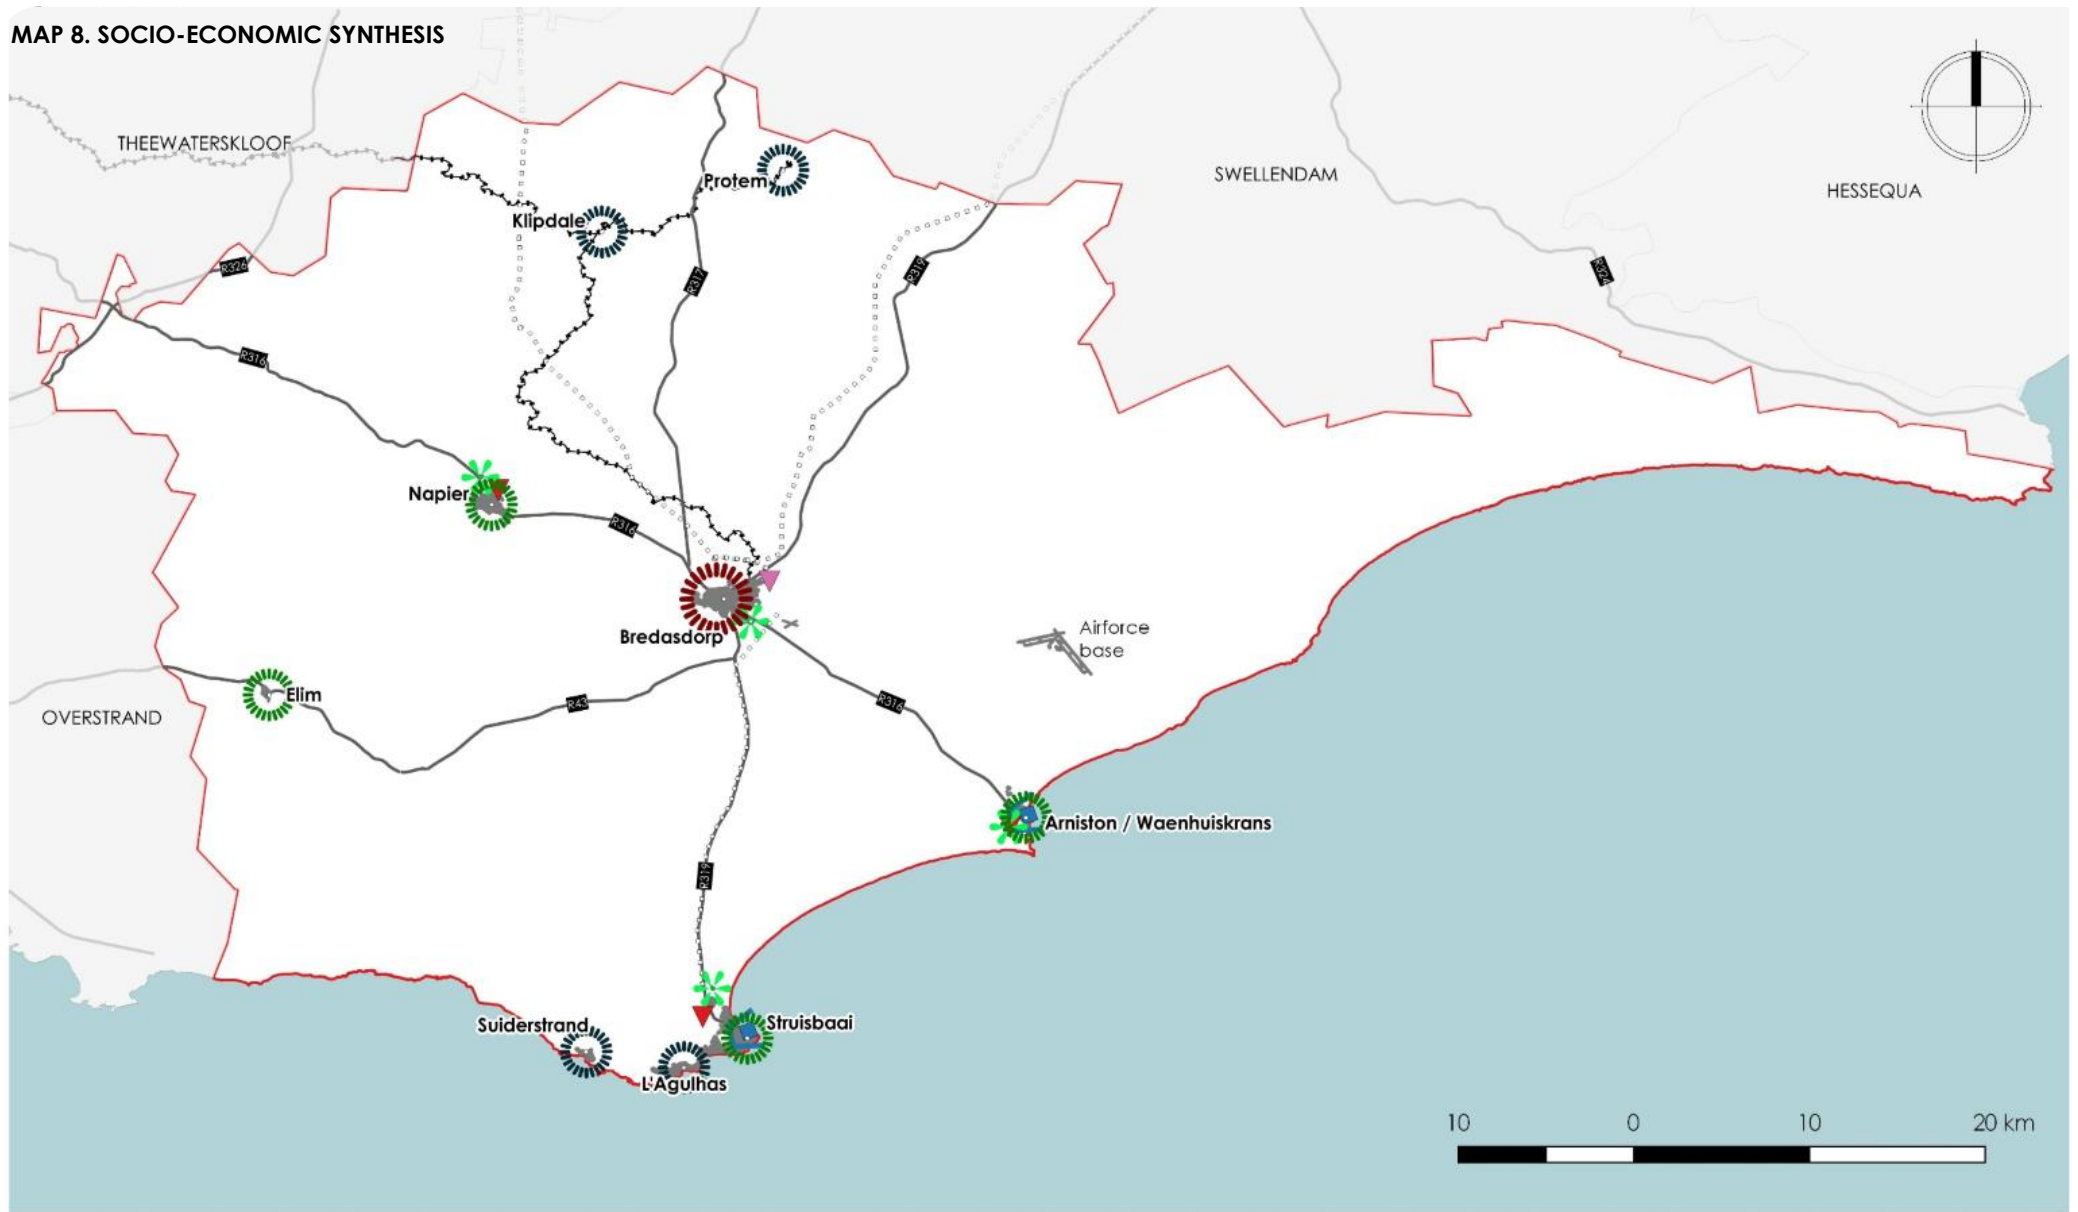 MAP 8. SOCIO-ECONOMIC SYNTHESIS
THEEWATERSKLOOF
SWELLENDAM
HESSEQUA
Protem
Klipdale
R326
R317
R319
R324
R316
Napier
R316
Bredasdorp
Airforce
base
Elim
R43
R316
OVERSTRAND
Arniston / Waenhuiskrans
R319
Suiderstrand
Struisbaai
L'Agulhas
10 0 10 20 km